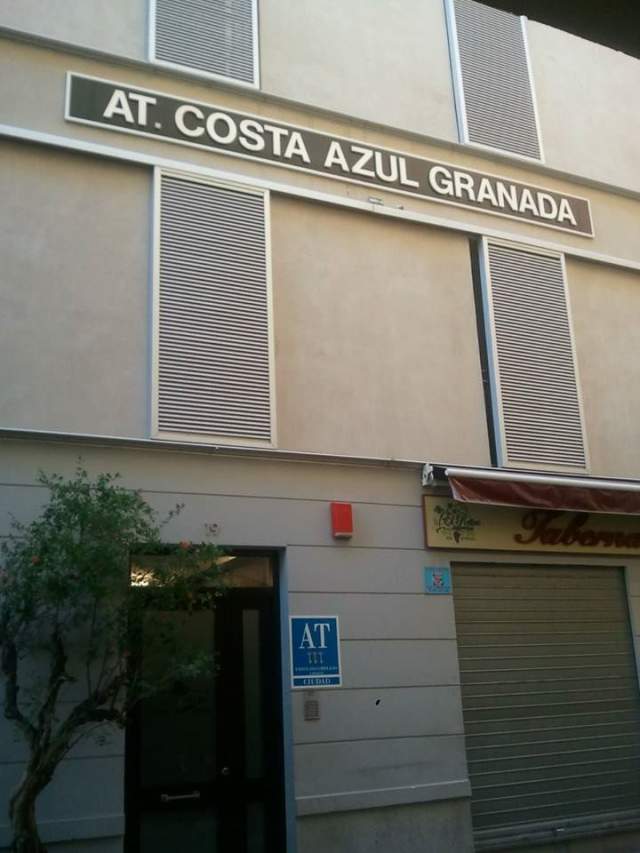 AT. COSTA AZUL GRANADA
Taberna
AT
CIUDAD